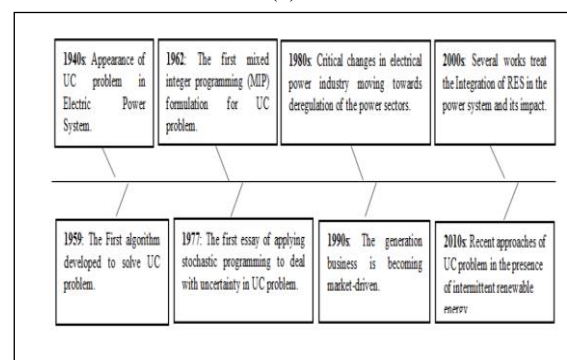 1940s: Appearance of
UC problem in
Electric Power
System.
1962: The first mixed
integer programming (MIP)
formulation for UC
problem.
1980s: Critical changes in electrical
power industry moving towards
deregulation of the power sectors.
2000s: Several works treat
the Integration of RES in the
power system and its impact.
1959: The First algorithm
developed to solve UC
problem.
1977: The first essay of applying
stochastic programming to deal
with uncertainty in UC problem.
1990s: The generation
business is becoming
market-driven.
2010s: Recent approaches of
UC problem in the presence
of intermittent renewable
energy